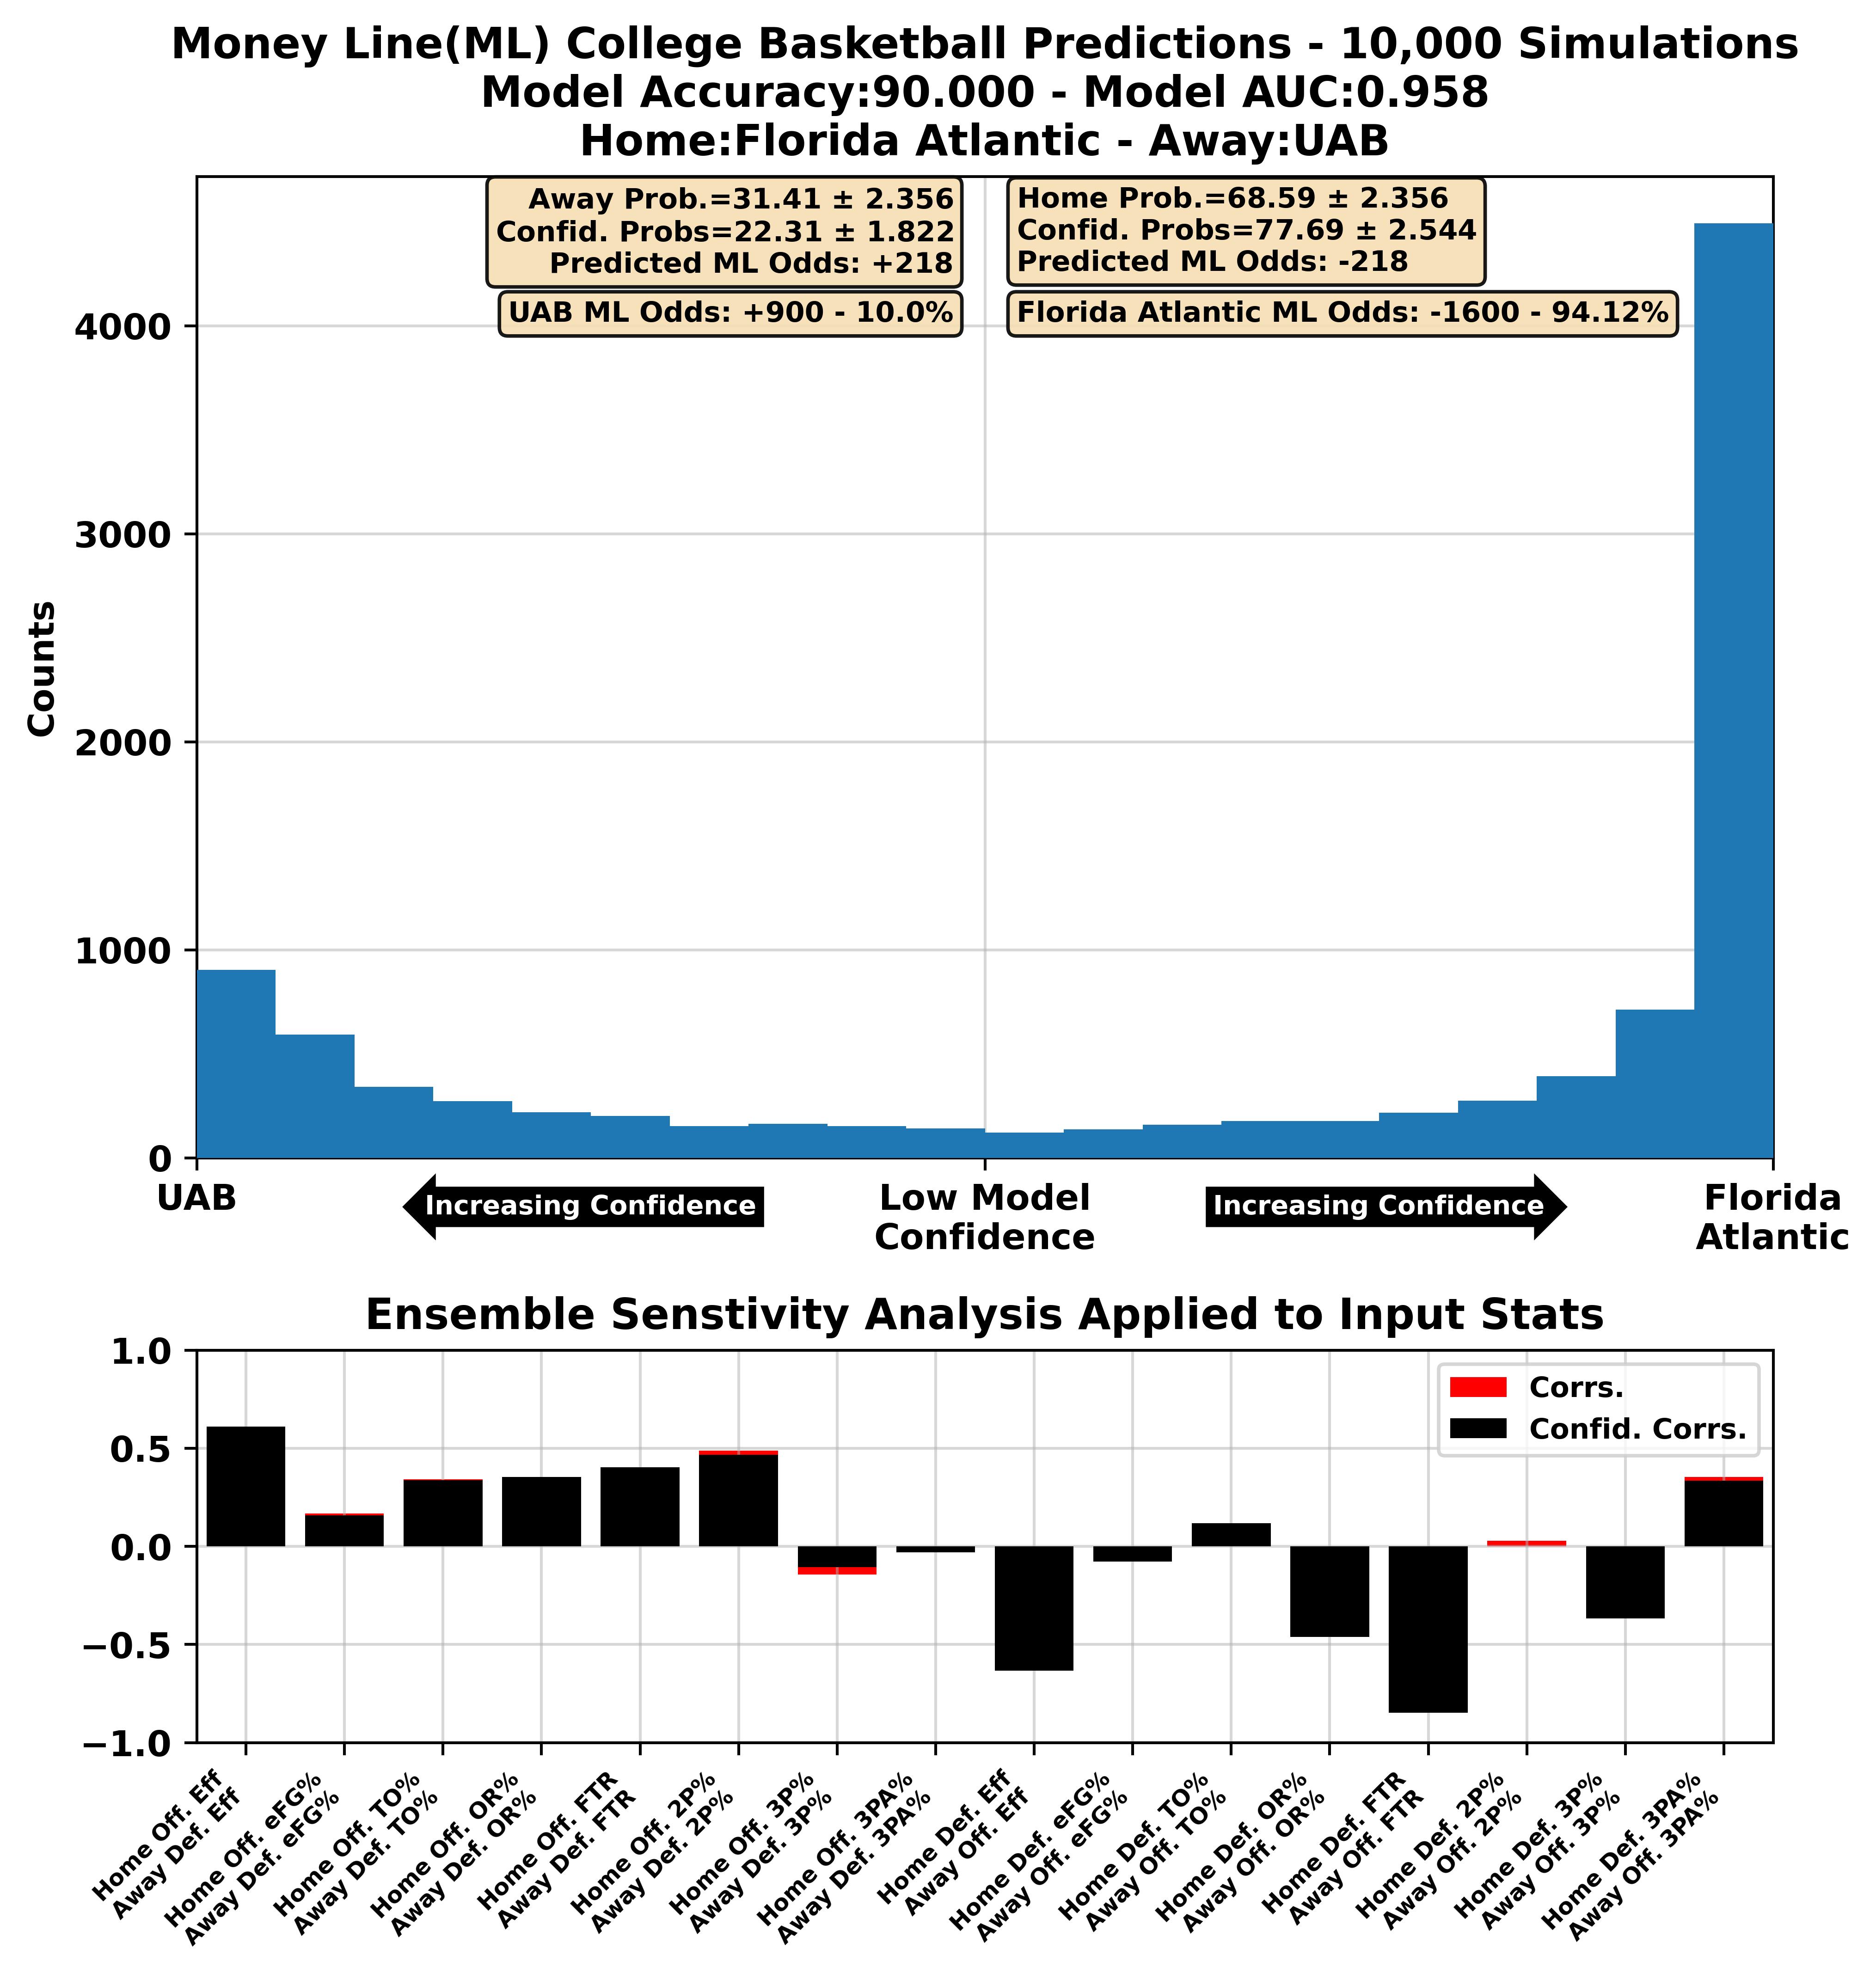 Money Line(ML) College Basketball Predictions - 10,000 Simulations
Model Accuracy:90.000 - Model AUC:0.958
Home:Florida Atlantic - Away:UAB
Away Prob.=31.41 ± 2.356
Confid. Probs=22.31 ± 1.822
Predicted ML Odds: +218
UAB ML Odds: +900 - 10.0%
Home Prob.=68.59 ± 2.356
Confid. Probs=77.69 ± 2.544
Predicted ML Odds: -218
Florida Atlantic ML Odds: -1600 - 94.12%
Counts
4000
3000
2000
1000
0
UAB
Increasing Confidence
Low Model
Confidence
Increasing Confidence
Florida
Atlantic
Ensemble Senstivity Analysis Applied to Input Stats
1.0
0.5
0.0
−0.5
−1.0
Corrs.
Confid. Corrs.
Home Off. Eff
Away Def. Eff
Home Off. eFG%
Away Def. eFG%
Home Off. TO%
Away Def. TO%
Home Off. OR%
Away Def. OR%
Home Off. FTR
Away Def. FTR
Home Off. 2P%
Away Def. 2P%
Home Off. 3P%
Away Def. 3P%
Home Off. 3PA%
Away Def. 3PA%
Home Def. Eff
Away Off. Eff
Home Def. eFG%
Away Off. eFG%
Home Def. TO%
Away Off. TO%
Home Def. OR%
Away Off. OR%
Home Def. FTR
Away Off. FTR
Home Def. 2P%
Away Off. 2P%
Home Def. 3P%
Away Off. 3P%
Home Def. 3PA%
Away Off. 3PA%